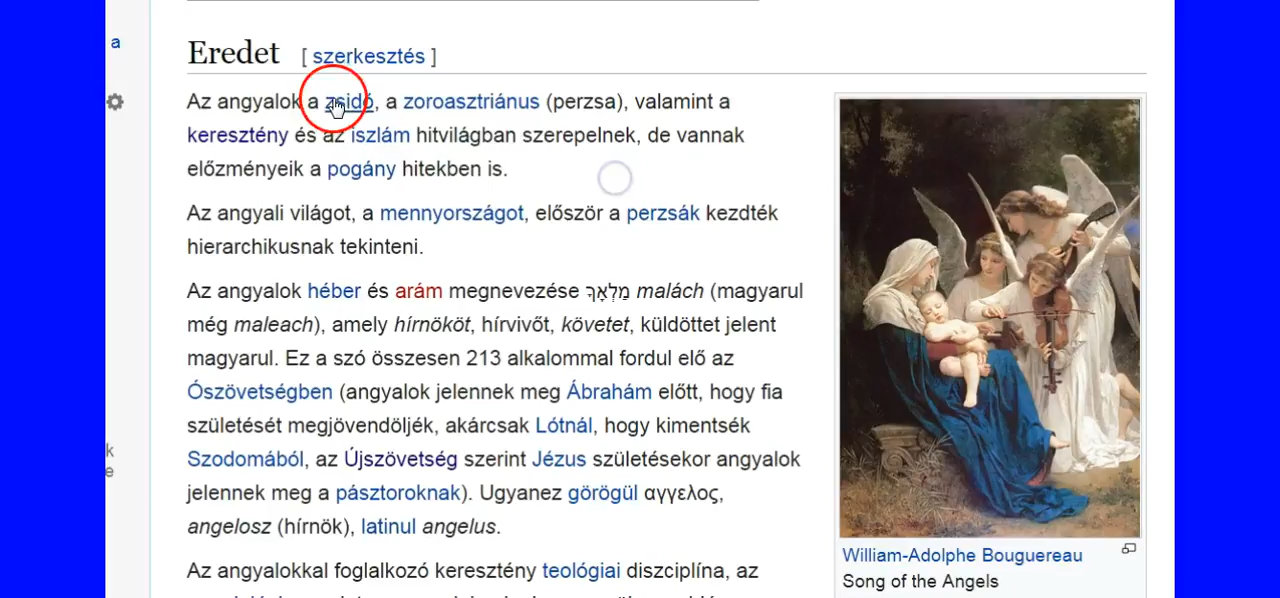 a
Eredet [ szerkesztés ]
Az angyalok a zsidó, a zoroasztriánus (perzsa), valamint a
keresztény és az iszlám hitvilágban szerepelnek, de vannak
előzményeik a pogány hitekben is.
Az angyali világot, a mennyországot, először a perzsák kezdték
hierarchikusnak tekinteni.
Az angyalok héber és arám megnevezése מַלְאָךְ malách (magyarul
még maleach), amely hírnököt, hírvivőt, követet, küldöttet jelent
magyarul. Ez a szó összesen 213 alkalommal fordul elő az
Ószövetségben (angyalok jelennek meg Ábrahám előtt, hogy fia
születését megjövendöljék, akárcsak Lótnál, hogy kimentsék
k
Szodomából, az Újszövetség szerint Jézus születésekor angyalok
e
jelennek meg a pásztoroknak). Ugyanez görögül αγγελος,
angelosz (hírnök), latinul angelus.
Az angyalokkal foglalkozó keresztény teológiai diszciplína, az
William-Adolphe Bouguereau
Song of the Angels